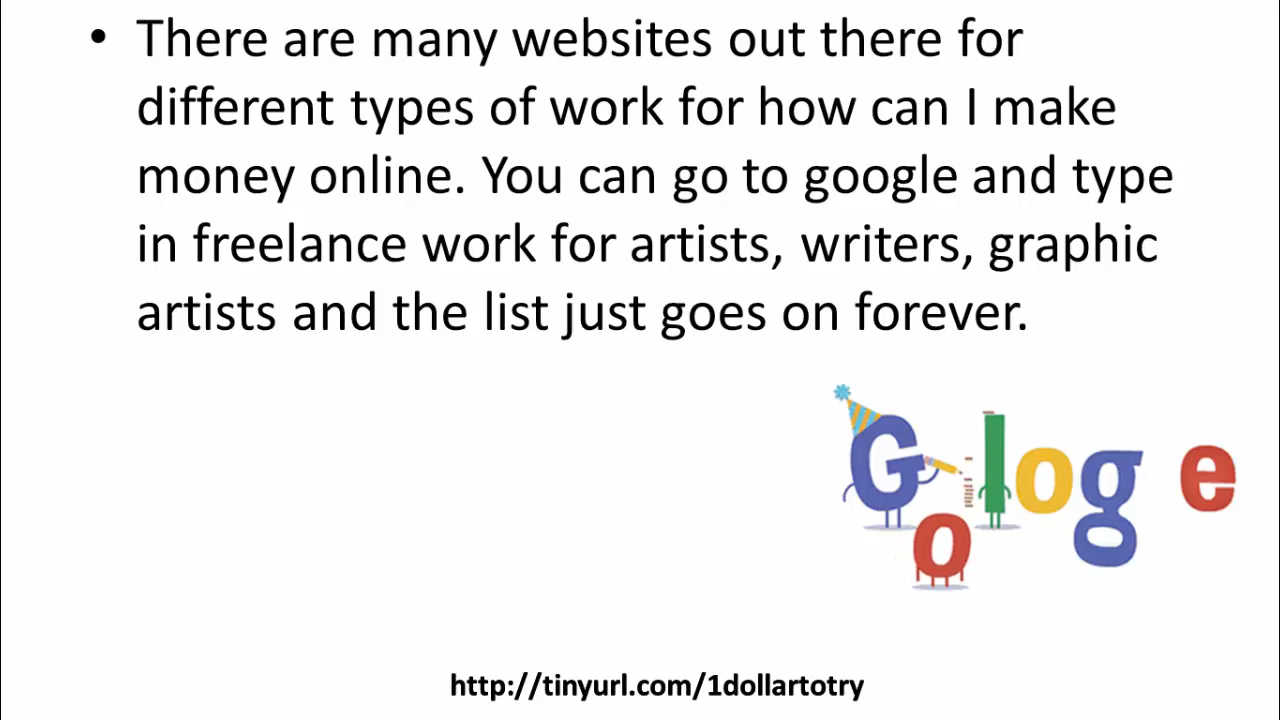 • There are many websites out there for
different types of work for how can I make
money online. You can go to google and type
in freelance work for artists, writers, graphic
artists and the list just goes on forever.
G l o g e
o
http://tinyurl.com/1dollartotry